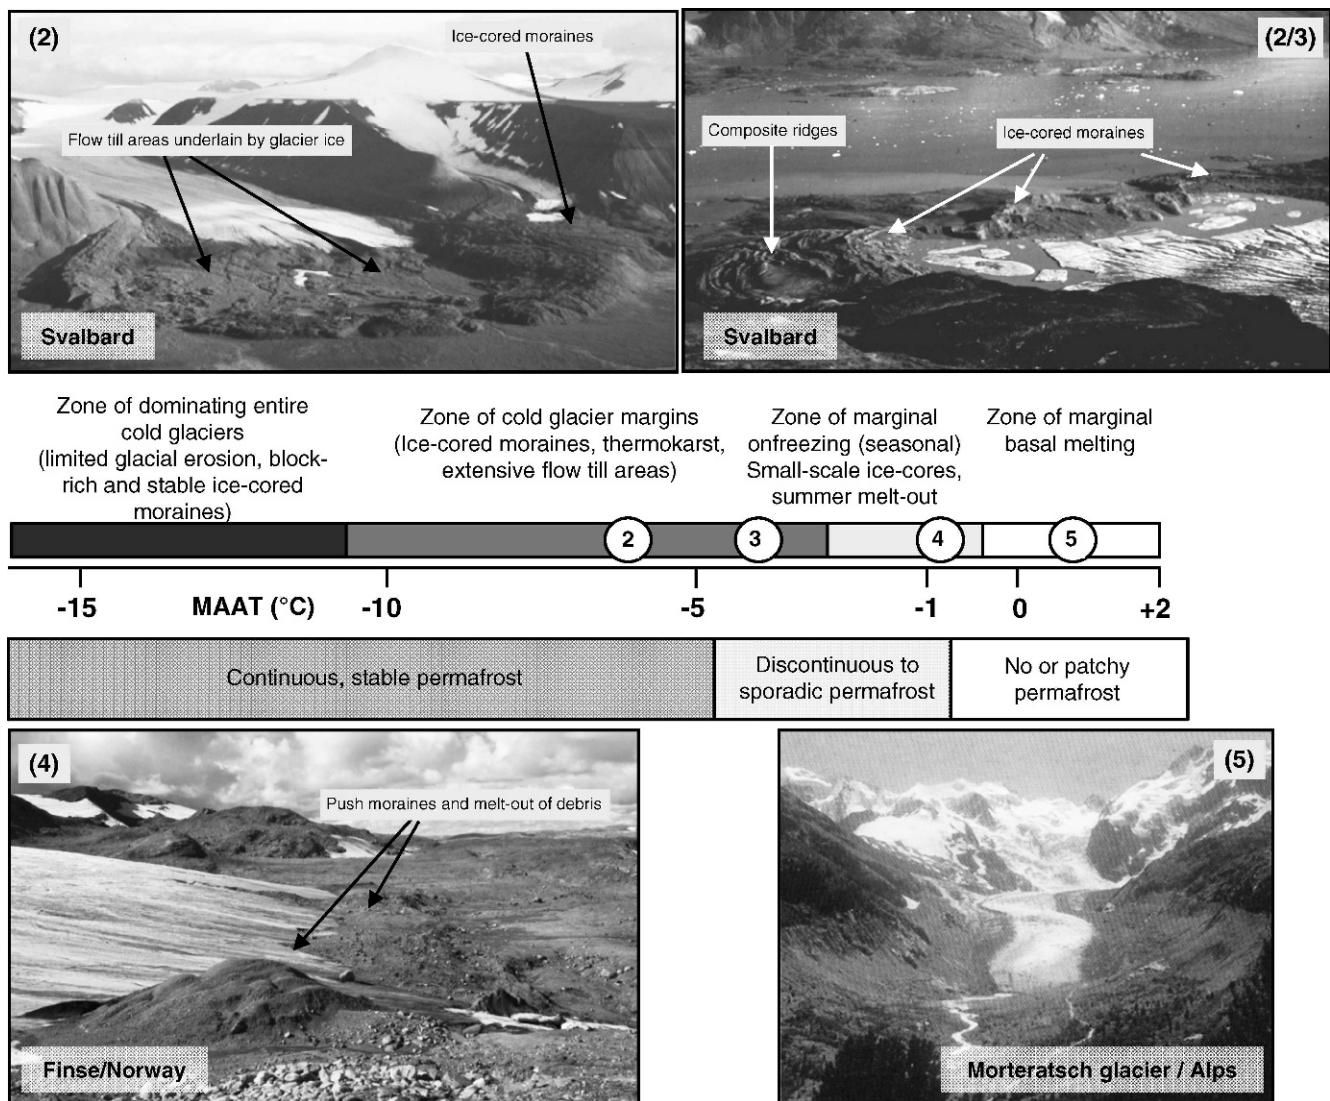 (2)
Ice-cored moraines
Flow till areas underlain by glacier ice
Svalbard
(2/3)
Composite ridges
Ice-cored moraines
Svalbard
Zone of dominating entire
cold glaciers
(limited glacial erosion, block-
rich and stable ice-cored
moraines)
Zone of cold glacier margins
(Ice-cored moraines, thermokarst,
extensive flow till areas)
Zone of marginal
onfreezing (seasonal)
Small-scale ice-cores,
summer melt-out
Zone of marginal
basal melting
2
3
4
5
-15
MAAT (°C)
-10
-5
-1
0
+2
Continuous, stable permafrost
Discontinuous to
sporadic permafrost
No or patchy
permafrost
(4)
Push moraines and melt-out of debris
Finse/Norway
(5)
Morteratsch glacier / Alps